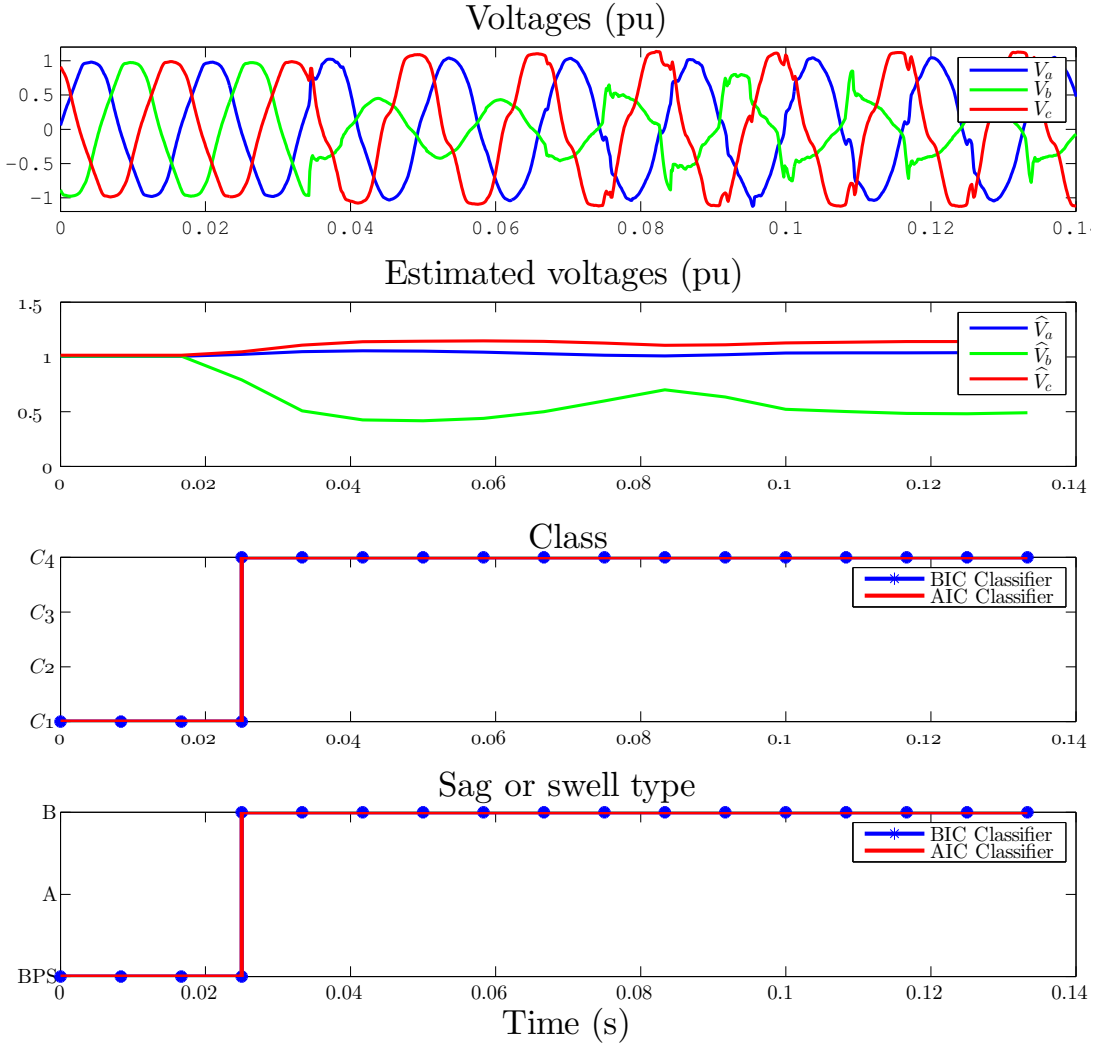 Voltages (pu)
1
0.5
0
−0.5
−1
V_a
V_b
V_c
0 0.02 0.04 0.06 0.08 0.1 0.12 0.14
Estimated voltages (pu)
1.5
1
0.5
0
V̂_a
V̂_b
V̂_c
0 0.02 0.04 0.06 0.08 0.1 0.12 0.14
Class
C4
C3
C2
C1
BIC Classifier
AIC Classifier
0 0.02 0.04 0.06 0.08 0.1 0.12 0.14
Sag or swell type
B
A
BPS
BIC Classifier
AIC Classifier
0 0.02 0.04 0.06 0.08 0.1 0.12 0.14
Time (s)